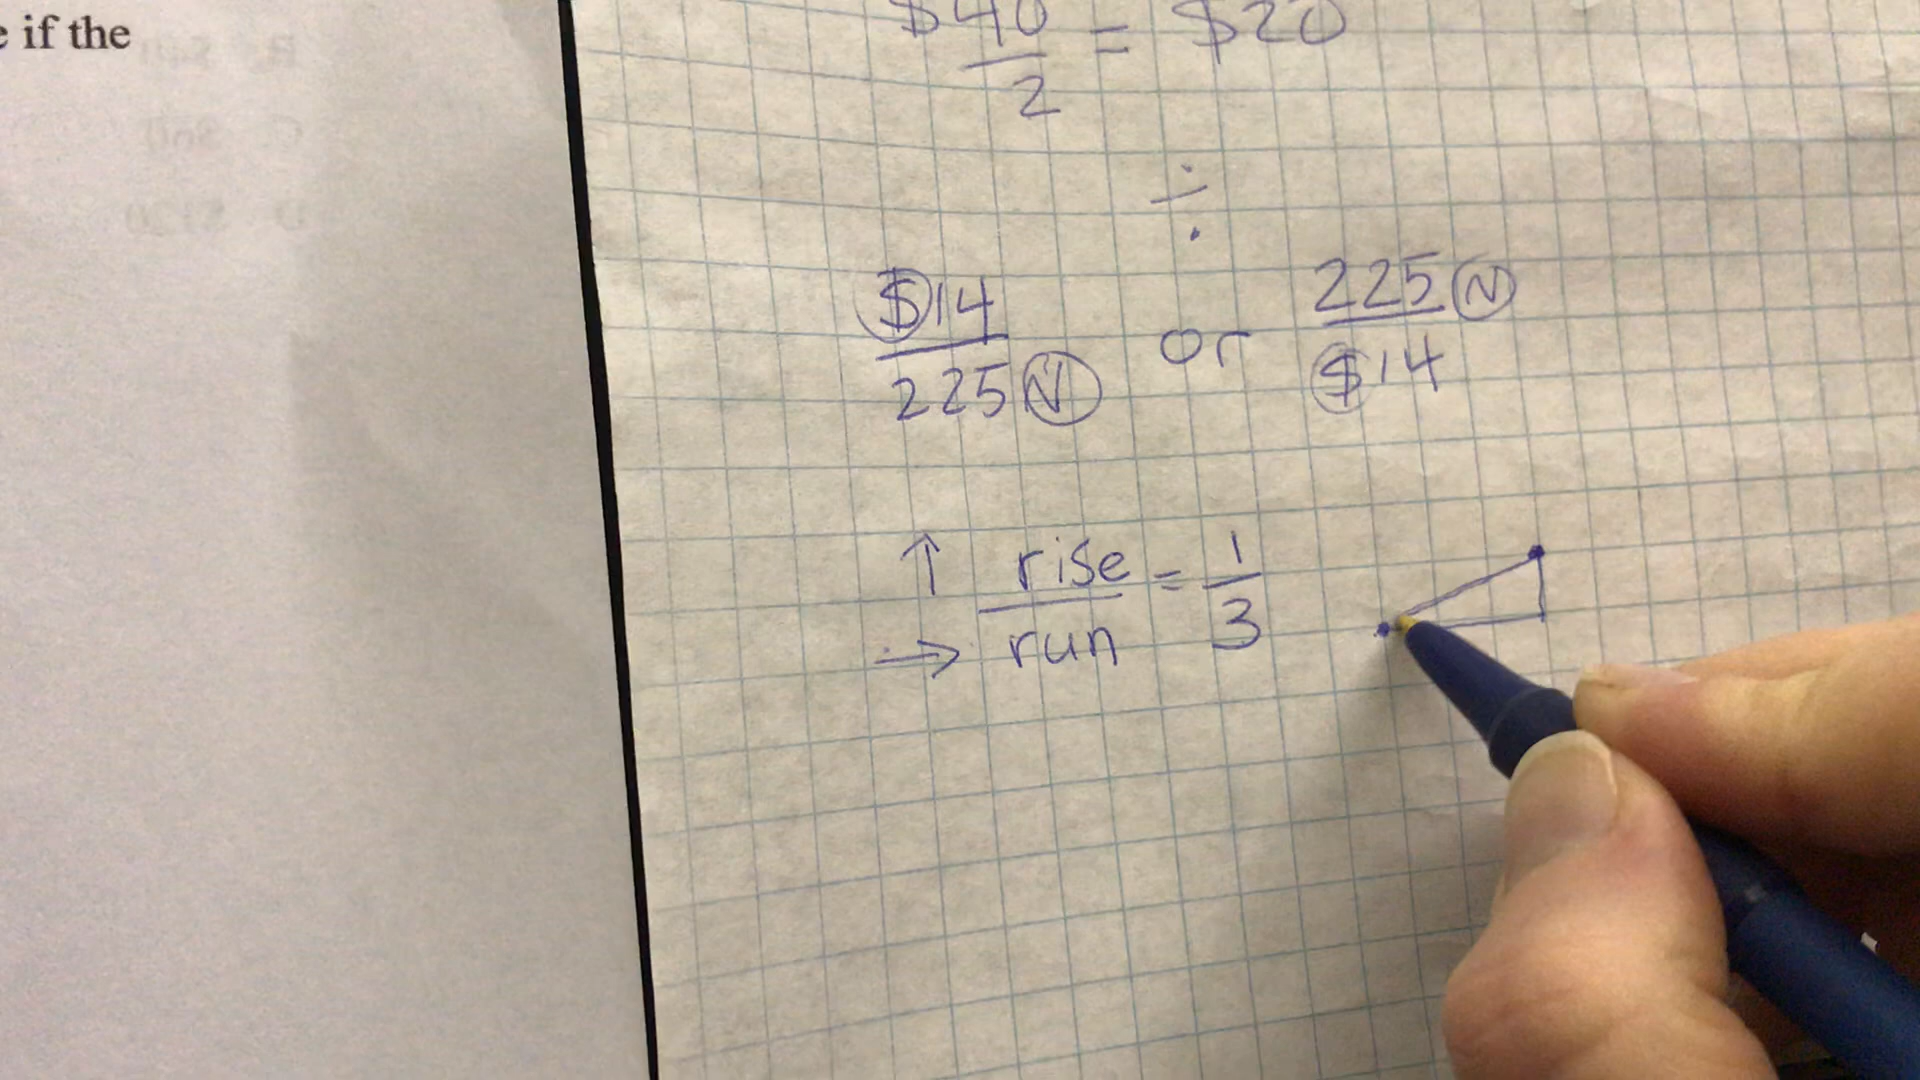 e if the
$40/2 = $20
÷
$14/225 N or 225 N/$14
↑ rise/→ run = 1/3